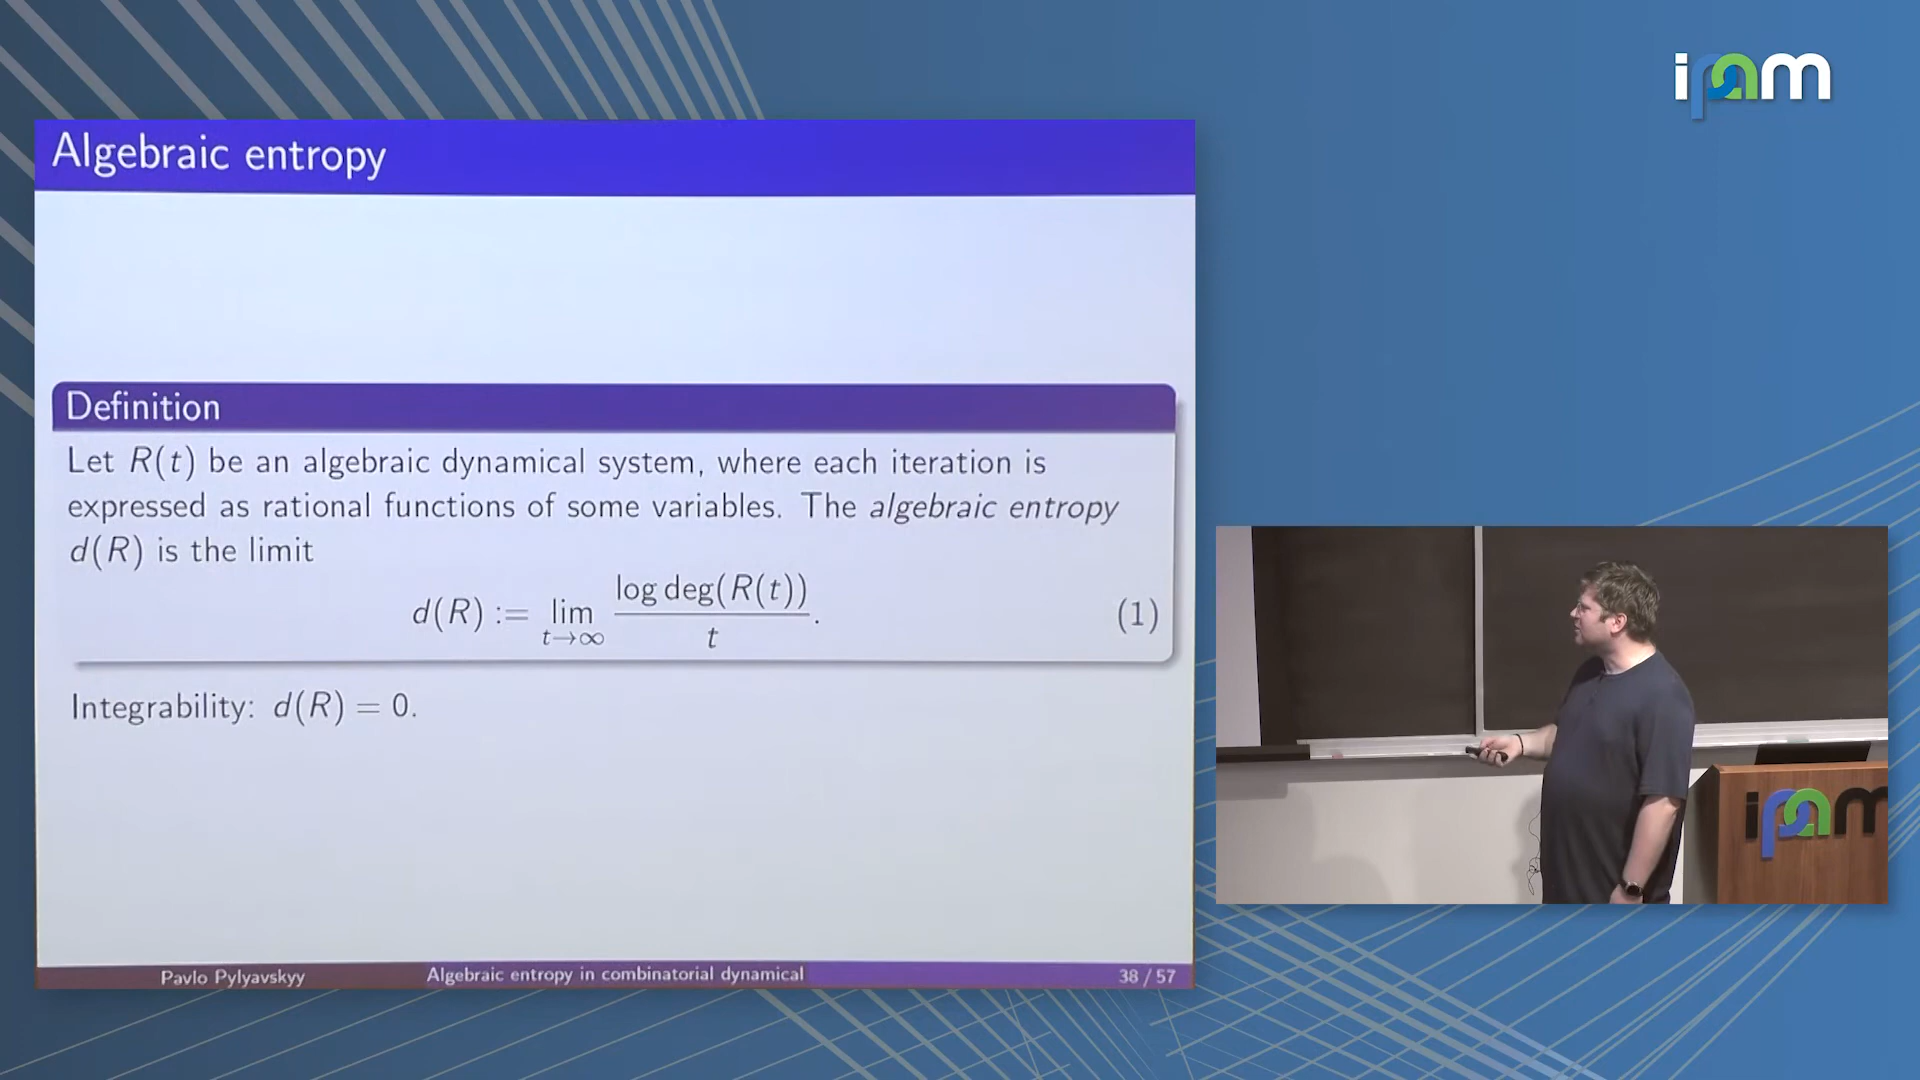 ipam
Algebraic entropy
Definition
Let R(t) be an algebraic dynamical system, where each iteration is
expressed as rational functions of some variables. The algebraic entropy
d(R) is the limit
d(R) := lim_{t→∞} log deg(R(t)) / t. (1)
Integrability: d(R) = 0.
Pavlo Pylyavskyy Algebraic entropy in combinatorial dynamical 38 / 57
ipam